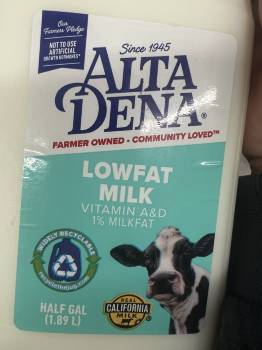 Our
Farmers Pledge
NOT TO USE
ARTIFICIAL
GROWTH HORMONES*
Since 1945
ALTA
DENA®
FARMER OWNED • COMMUNITY LOVED™
LOWFAT
MILK
VITAMIN A&D
1% MILKFAT
WIDELY RECYCLABLE
HALF GAL
(1.89 L)
REAL
CALIFORNIA
MILK